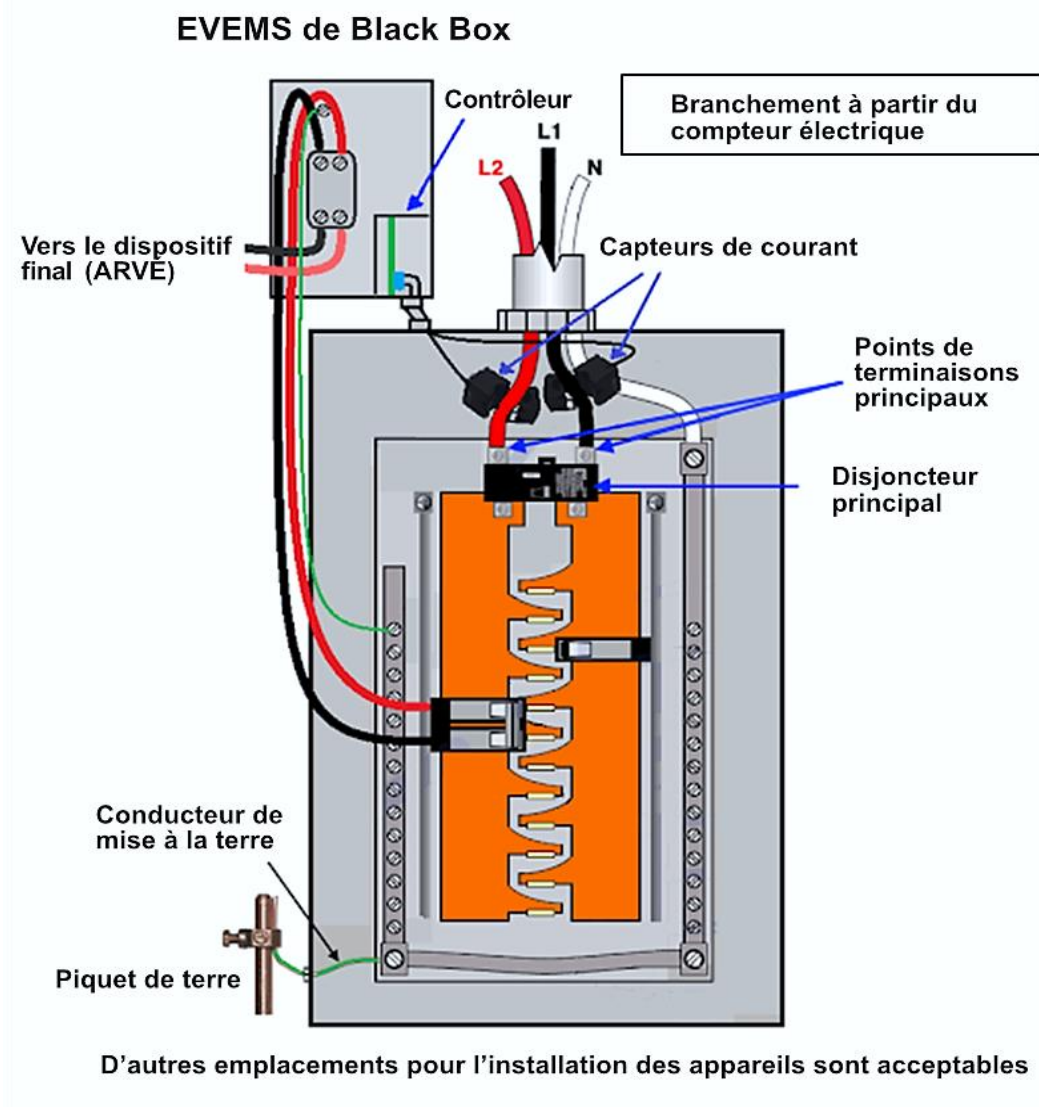 EVEMS de Black Box
Contrôleur
Branchement à partir du
compteur électrique
L1
L2
N
Vers le dispositif
final (ARVÉ)
Capteurs de courant
Points de
terminaisons
principaux
Disjoncteur
principal
Conducteur de
mise à la terre
Piquet de terre
D’autres emplacements pour l’installation des appareils sont acceptables